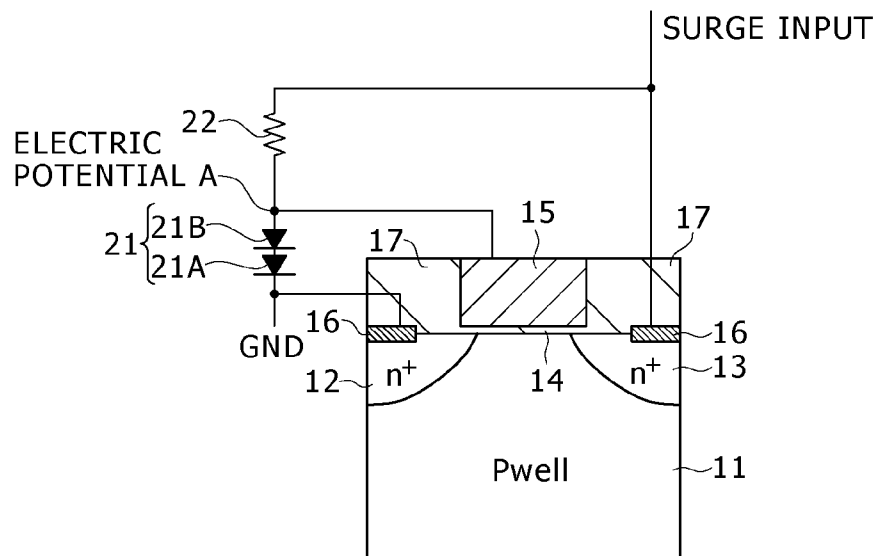 SURGE INPUT
22
ELECTRIC
POTENTIAL A
21
21B
21A
17
15
17
16
GND
16
12
n+
14
n+
13
Pwell
11